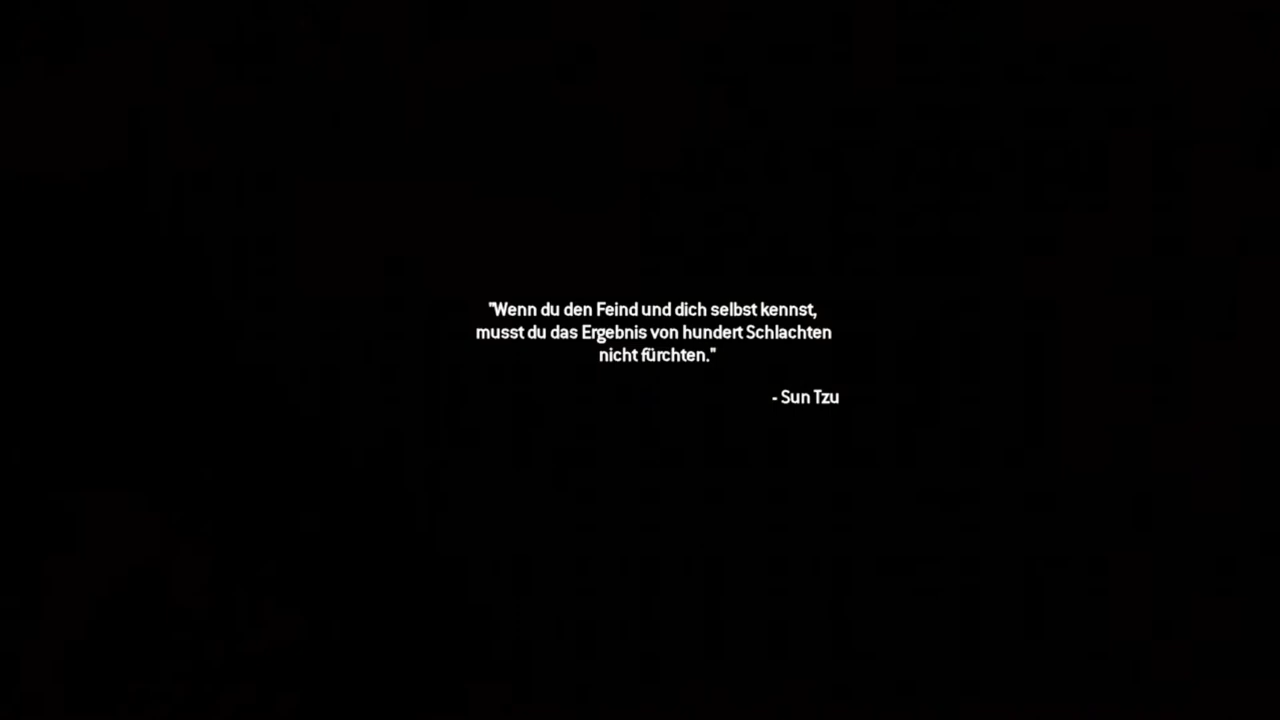 "Wenn du den Feind und dich selbst kennst,
musst du das Ergebnis von hundert Schlachten
nicht fürchten."
- Sun Tzu